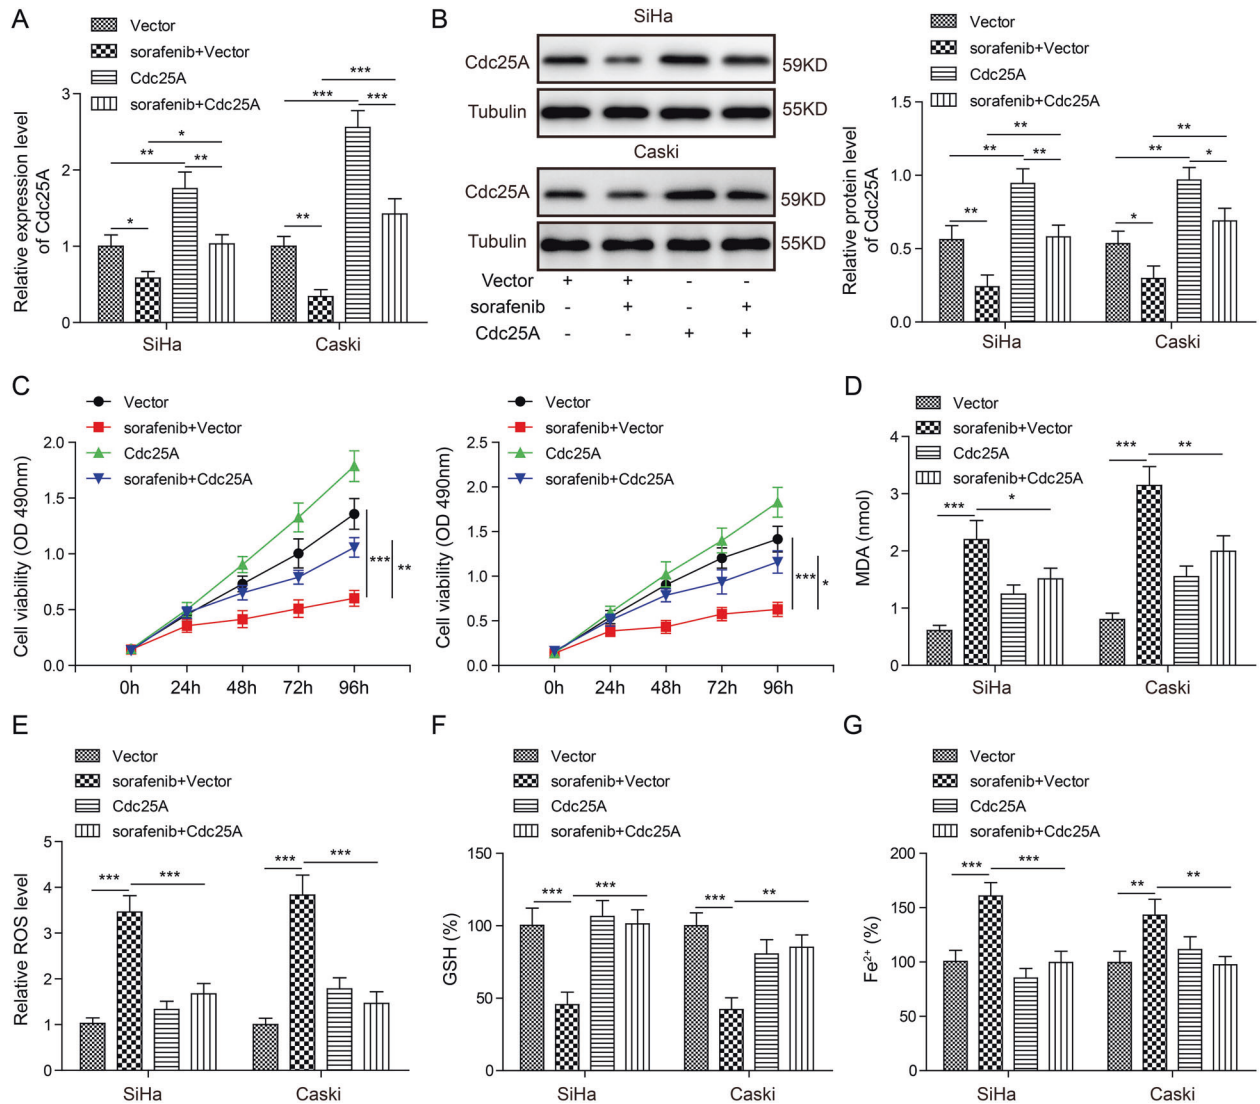 A
Vector
sorafenib+Vector
Cdc25A
sorafenib+Cdc25A
Relative expression level
of Cdc25A
3
2
1
0
*
**
*
**
**
***
***
***
SiHa
Caski
B
SiHa
Cdc25A
59KD
Tubulin
55KD
Caski
Cdc25A
59KD
Tubulin
55KD
Vector + + - -
sorafenib - + - +
Cdc25A - - + +
Vector
sorafenib+Vector
Cdc25A
sorafenib+Cdc25A
Relative protein level
of Cdc25A
1.5
1.0
0.5
0.0
**
**
**
**
*
**
*
**
SiHa
Caski
C
Vector
sorafenib+Vector
Cdc25A
sorafenib+Cdc25A
Cell viability (OD 490nm)
2.0
1.5
1.0
0.5
0.0
***
**
0h 24h 48h 72h 96h
Vector
sorafenib+Vector
Cdc25A
sorafenib+Cdc25A
Cell viability (OD 490nm)
2.5
2.0
1.5
1.0
0.5
0.0
***
*
0h 24h 48h 72h 96h
D
Vector
sorafenib+Vector
Cdc25A
sorafenib+Cdc25A
MDA (nmol)
4
3
2
1
0
***
*
***
**
SiHa
Caski
E
Vector
sorafenib+Vector
Cdc25A
sorafenib+Cdc25A
Relative ROS level
5
4
3
2
1
0
***
***
***
***
SiHa
Caski
F
Vector
sorafenib+Vector
Cdc25A
sorafenib+Cdc25A
GSH (%)
150
100
50
0
***
***
***
**
SiHa
Caski
G
Vector
sorafenib+Vector
Cdc25A
sorafenib+Cdc25A
Fe²⁺ (%)
200
150
100
50
0
***
***
**
**
SiHa
Caski